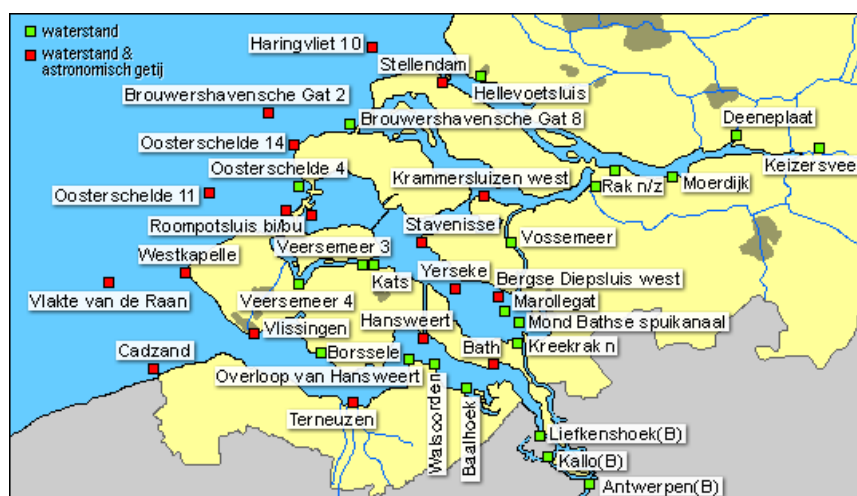 waterstand
waterstand &
astronomisch getij
Haringvliet 10
Stellendam
Hellevoetsluis
Brouwershavensche Gat 2
Brouwershavensche Gat 8
Deeneplaat
Oosterschelde 14
Keizersvee
Oosterschelde 4
Krammersluizen west
Rak n/z
Moerdijk
Oosterschelde 11
Roompotsluis bi/bu
Stavenisse
Vossemeer
Veersemeer 3
Westkapelle
Yerseke
Bergse Diepsluis west
Kats
Vlakte van de Raan
Veersemeer 4
Marollegat
Hansweert
Mond Bathse spuikanaal
Vlissingen
Kreekrak n
Cadzand
Borssele
Bath
Overloop van Hansweert
Walsoorden
Baalhoek
Terneuzen
Liefkenshoek(B)
Kallo(B)
Antwerpen(B)